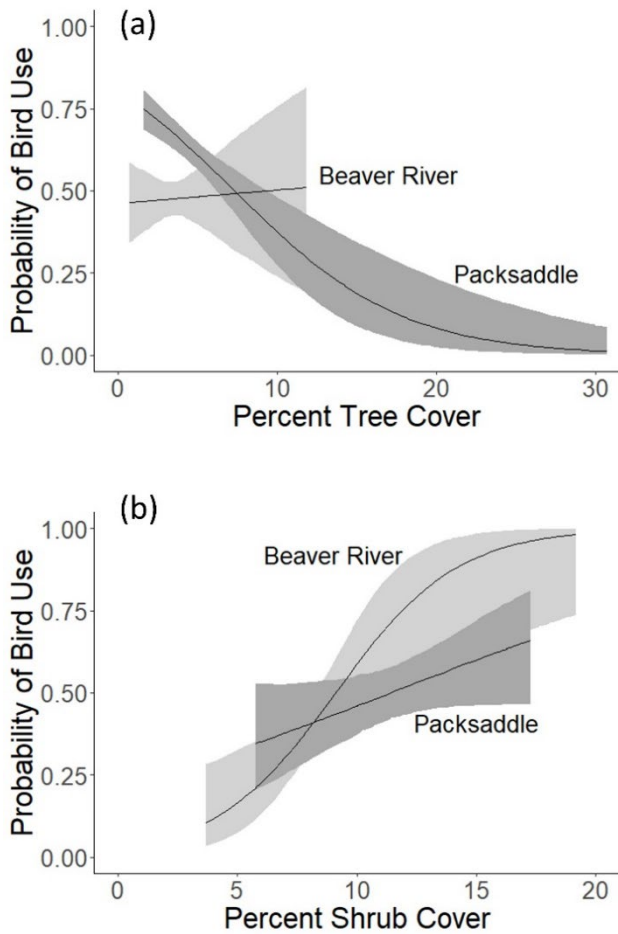 (a)
Probability of Bird Use
1.00
0.75
0.50
0.25
0.00
Beaver River
Packsaddle
0 10 20 30
Percent Tree Cover
(b)
Probability of Bird Use
1.00
0.75
0.50
0.25
0.00
Beaver River
Packsaddle
0 5 10 15 20
Percent Shrub Cover